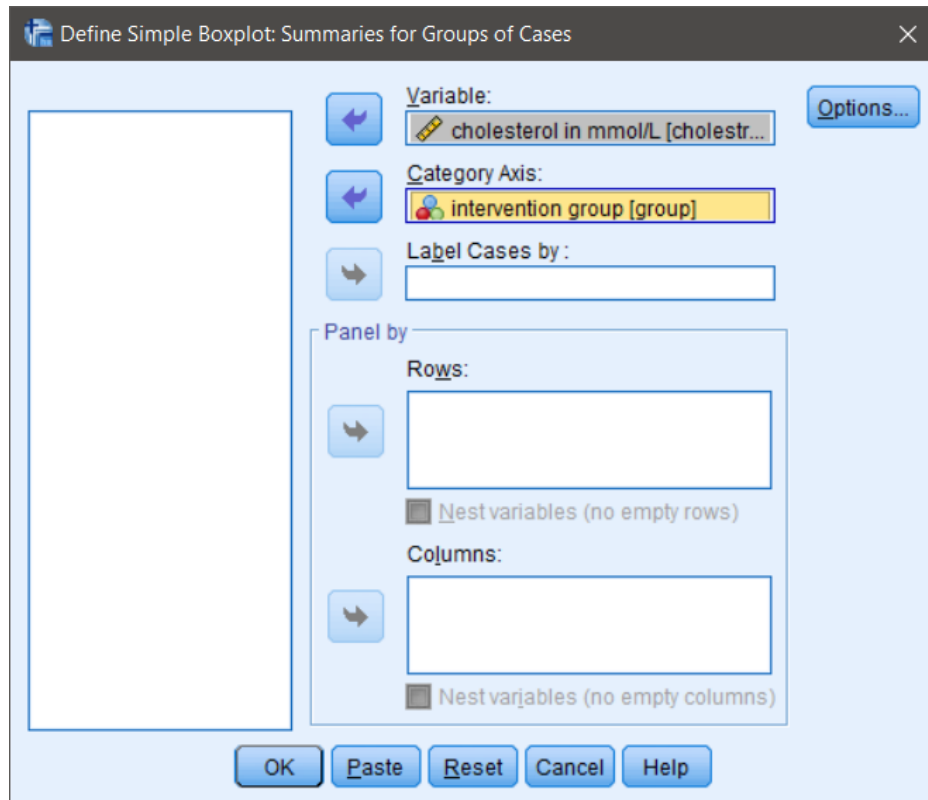 Define Simple Boxplot: Summaries for Groups of Cases
Variable:
cholesterol in mmol/L [cholestr...
Options...
Category Axis:
intervention group [group]
Label Cases by :
Panel by
Rows:
Nest variables (no empty rows)
Columns:
Nest variables (no empty columns)
OK Paste Reset Cancel Help